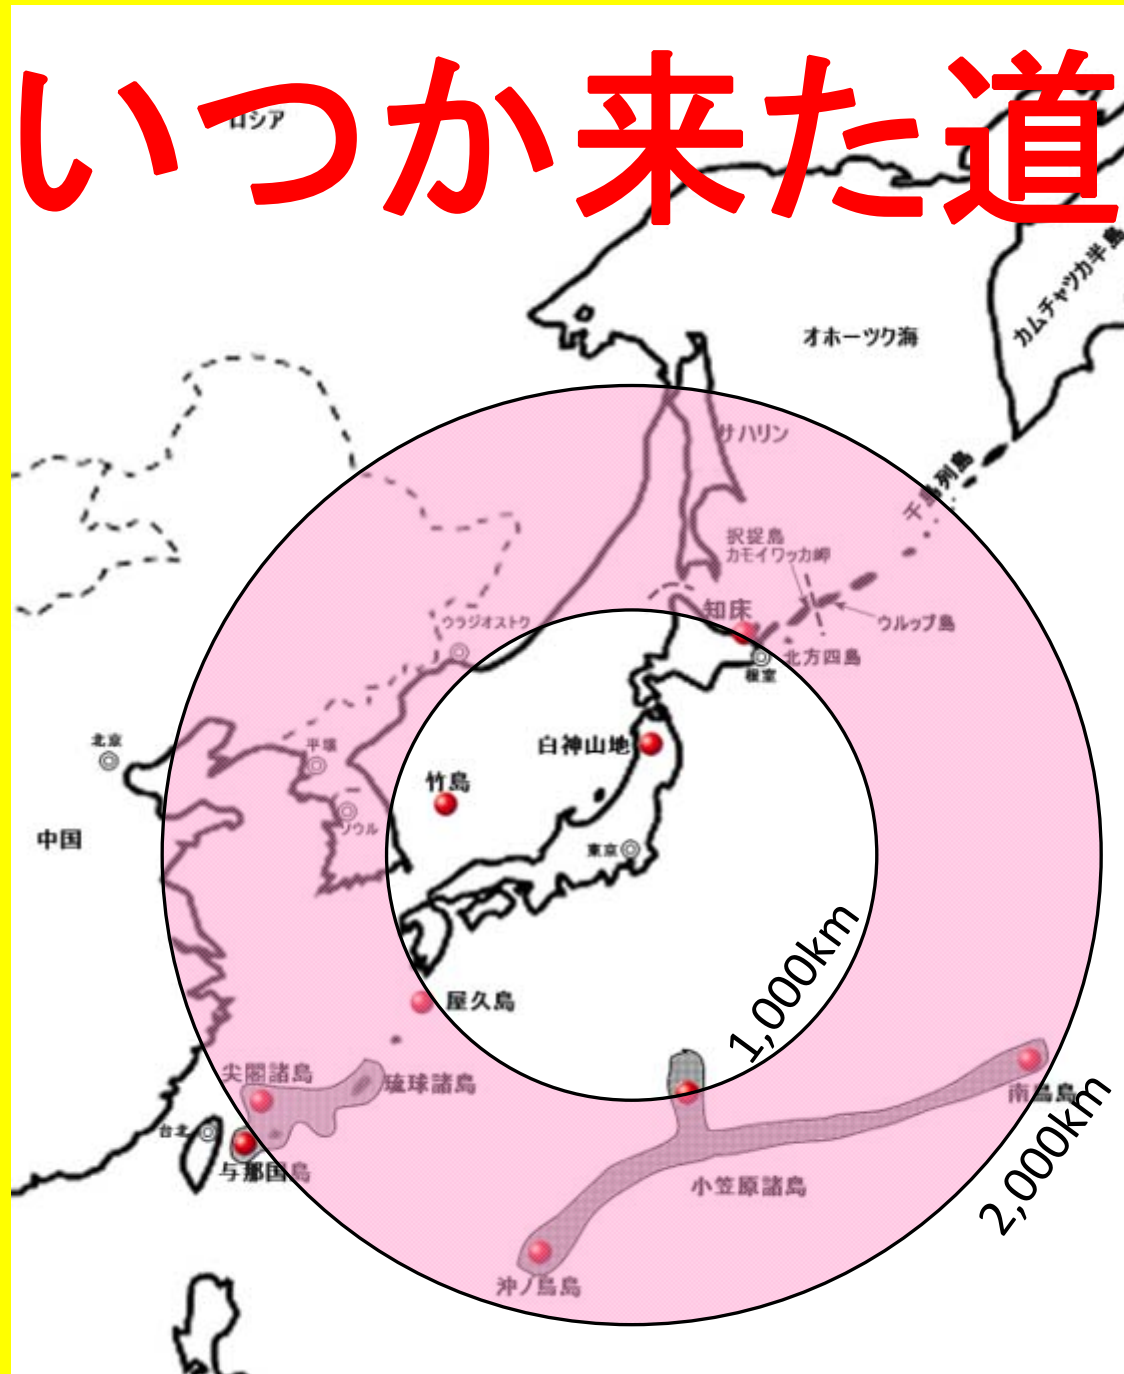 いつか来た道
ロシア
カムチャツカ半島
オホーツク海
サハリン
千島列島
択捉島
カモイワッカ岬
知床
ウルップ島
ウラジオストク
北方四島
根室
北京
平壌
白神山地
竹島
ソウル
中国
東京
1,000km
屋久島
尖閣諸島
琉球諸島
南鳥島
2,000km
台北
与那国島
小笠原諸島
沖ノ鳥島